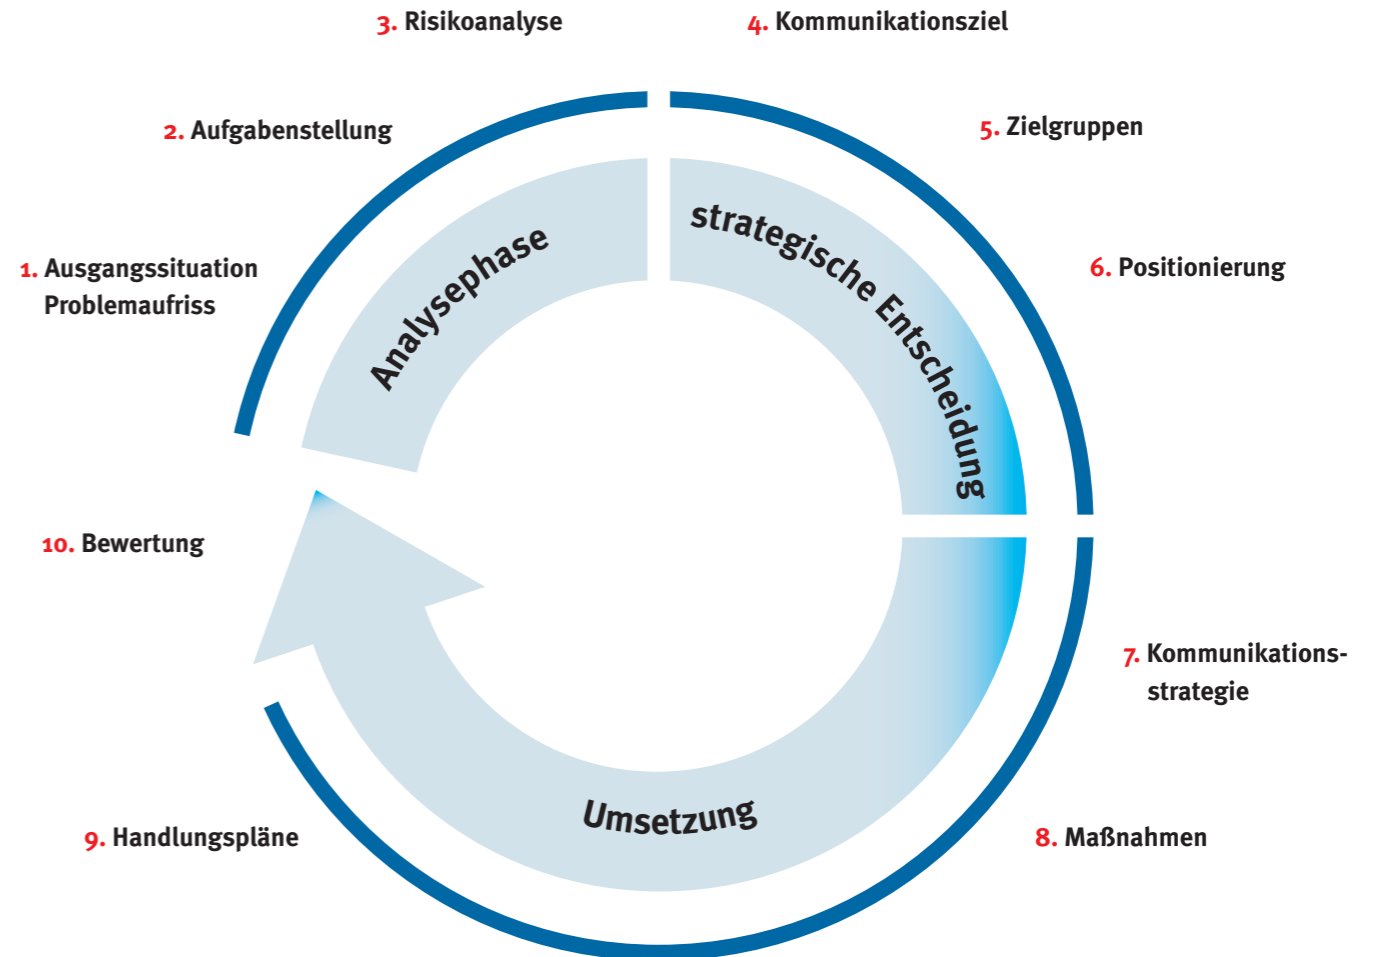 1. Ausgangssituation
Problemaufriss
2. Aufgabenstellung
3. Risikoanalyse
4. Kommunikationsziel
5. Zielgruppen
6. Positionierung
7. Kommunikations-
strategie
8. Maßnahmen
9. Handlungspläne
10. Bewertung
Analysephase
strategische Entscheidung
Umsetzung